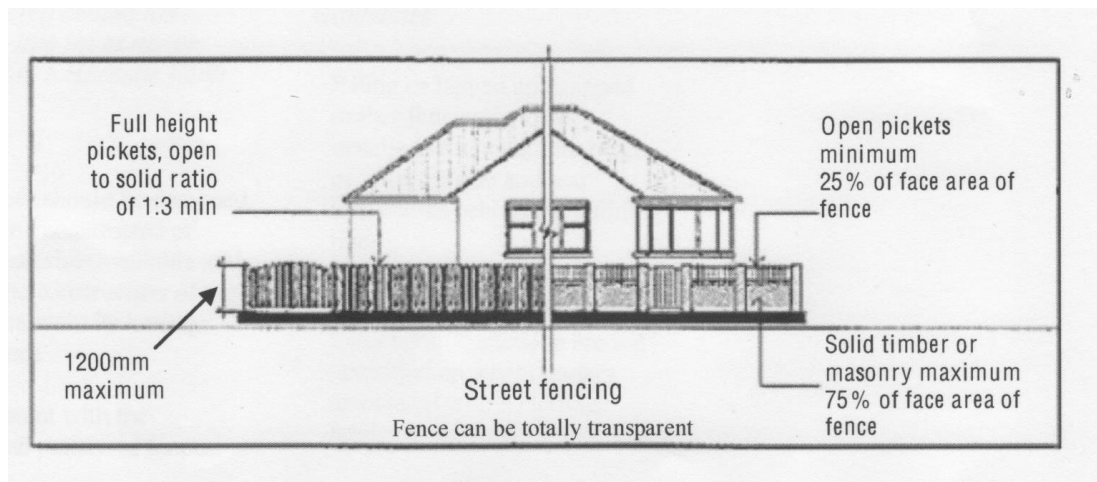 Full height
pickets, open
to solid ratio
of 1:3 min
Open pickets
minimum
25% of face area of
fence
1200mm
maximum
Solid timber or
masonry maximum
75% of face area of
fence
Street fencing
Fence can be totally transparent